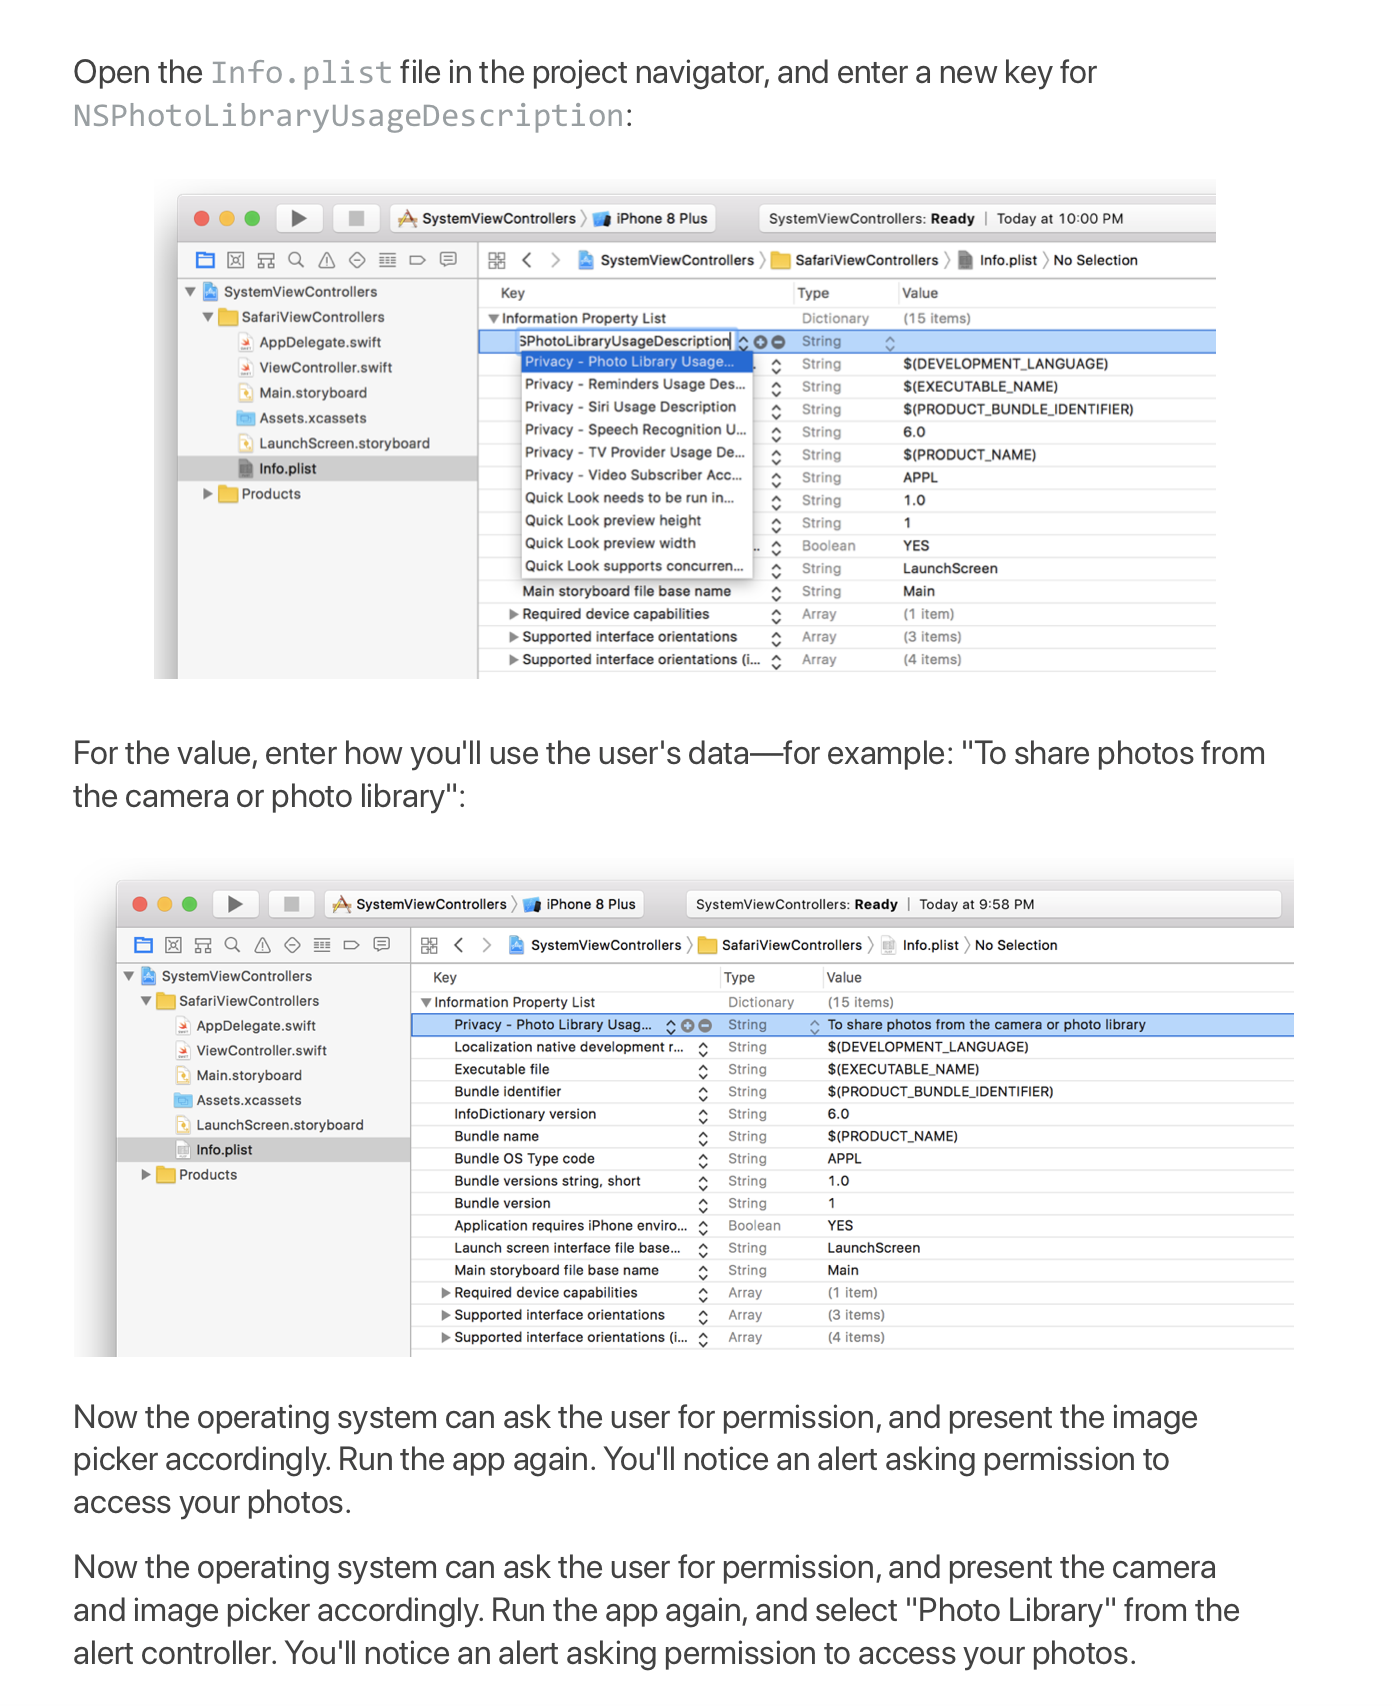 Open the Info.plist file in the project navigator, and enter a new key for
NSPhotoLibraryUsageDescription:
SystemViewControllers 〉 iPhone 8 Plus
SystemViewControllers: Ready | Today at 10:00 PM
SystemViewControllers 〉 SafariViewControllers 〉 Info.plist 〉 No Selection
SystemViewControllers
SafariViewControllers
AppDelegate.swift
ViewController.swift
Main.storyboard
Assets.xcassets
LaunchScreen.storyboard
Info.plist
Products
Key Type Value
Information Property List Dictionary (15 items)
SPhotoLibraryUsageDescription String
Privacy - Photo Library Usage... String $(DEVELOPMENT_LANGUAGE)
Privacy - Reminders Usage Des... String $(EXECUTABLE_NAME)
Privacy - Siri Usage Description String $(PRODUCT_BUNDLE_IDENTIFIER)
Privacy - Speech Recognition U... String 6.0
Privacy - TV Provider Usage De... String $(PRODUCT_NAME)
Privacy - Video Subscriber Acc... String APPL
Quick Look needs to be run in... String 1.0
Quick Look preview height String 1
Quick Look preview width .. Boolean YES
Quick Look supports concurren... String LaunchScreen
Main storyboard file base name String Main
Required device capabilities Array (1 item)
Supported interface orientations Array (3 items)
Supported interface orientations (i... Array (4 items)
For the value, enter how you'll use the user's data—for example: "To share photos from
the camera or photo library":
SystemViewControllers 〉 iPhone 8 Plus
SystemViewControllers: Ready | Today at 9:58 PM
SystemViewControllers 〉 SafariViewControllers 〉 Info.plist 〉 No Selection
SystemViewControllers
SafariViewControllers
AppDelegate.swift
ViewController.swift
Main.storyboard
Assets.xcassets
LaunchScreen.storyboard
Info.plist
Products
Key Type Value
Information Property List Dictionary (15 items)
Privacy - Photo Library Usag... String To share photos from the camera or photo library
Localization native development r... String $(DEVELOPMENT_LANGUAGE)
Executable file String $(EXECUTABLE_NAME)
Bundle identifier String $(PRODUCT_BUNDLE_IDENTIFIER)
InfoDictionary version String 6.0
Bundle name String $(PRODUCT_NAME)
Bundle OS Type code String APPL
Bundle versions string, short String 1.0
Bundle version String 1
Application requires iPhone enviro... Boolean YES
Launch screen interface file base... String LaunchScreen
Main storyboard file base name String Main
Required device capabilities Array (1 item)
Supported interface orientations Array (3 items)
Supported interface orientations (i... Array (4 items)
Now the operating system can ask the user for permission, and present the image
picker accordingly. Run the app again. You'll notice an alert asking permission to
access your photos.
Now the operating system can ask the user for permission, and present the camera
and image picker accordingly. Run the app again, and select "Photo Library" from the
alert controller. You'll notice an alert asking permission to access your photos.